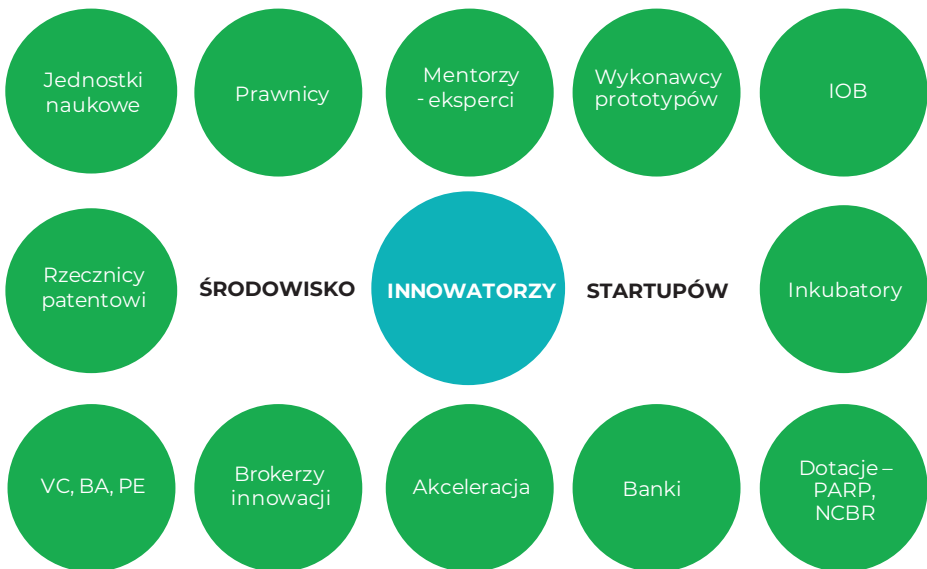 Jednostki
naukowe
Prawnicy
Mentorzy
- eksperci
Wykonawcy
prototypów
IOB
Rzecznicy
patentowi
ŚRODOWISKO
INNOWATORZY
STARTUPÓW
Inkubatory
VC, BA, PE
Brokerzy
innowacji
Akceleracja
Banki
Dotacje –
PARP,
NCBR